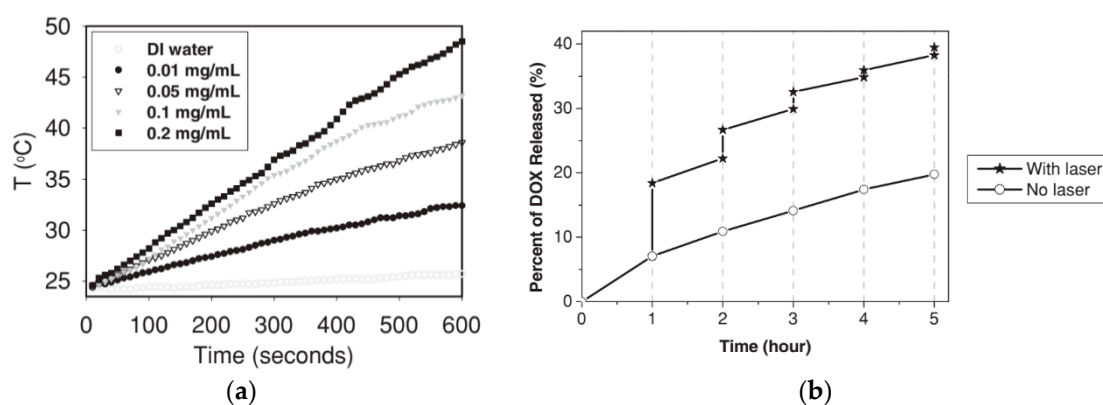 50
45
40
35
30
25
T (°C)
DI water
0.01 mg/mL
0.05 mg/mL
0.1 mg/mL
0.2 mg/mL
0 100 200 300 400 500 600
Time (seconds)
(a)
40
30
20
10
0
Percent of DOX Released (%)
0 1 2 3 4 5
Time (hour)
With laser
No laser
(b)